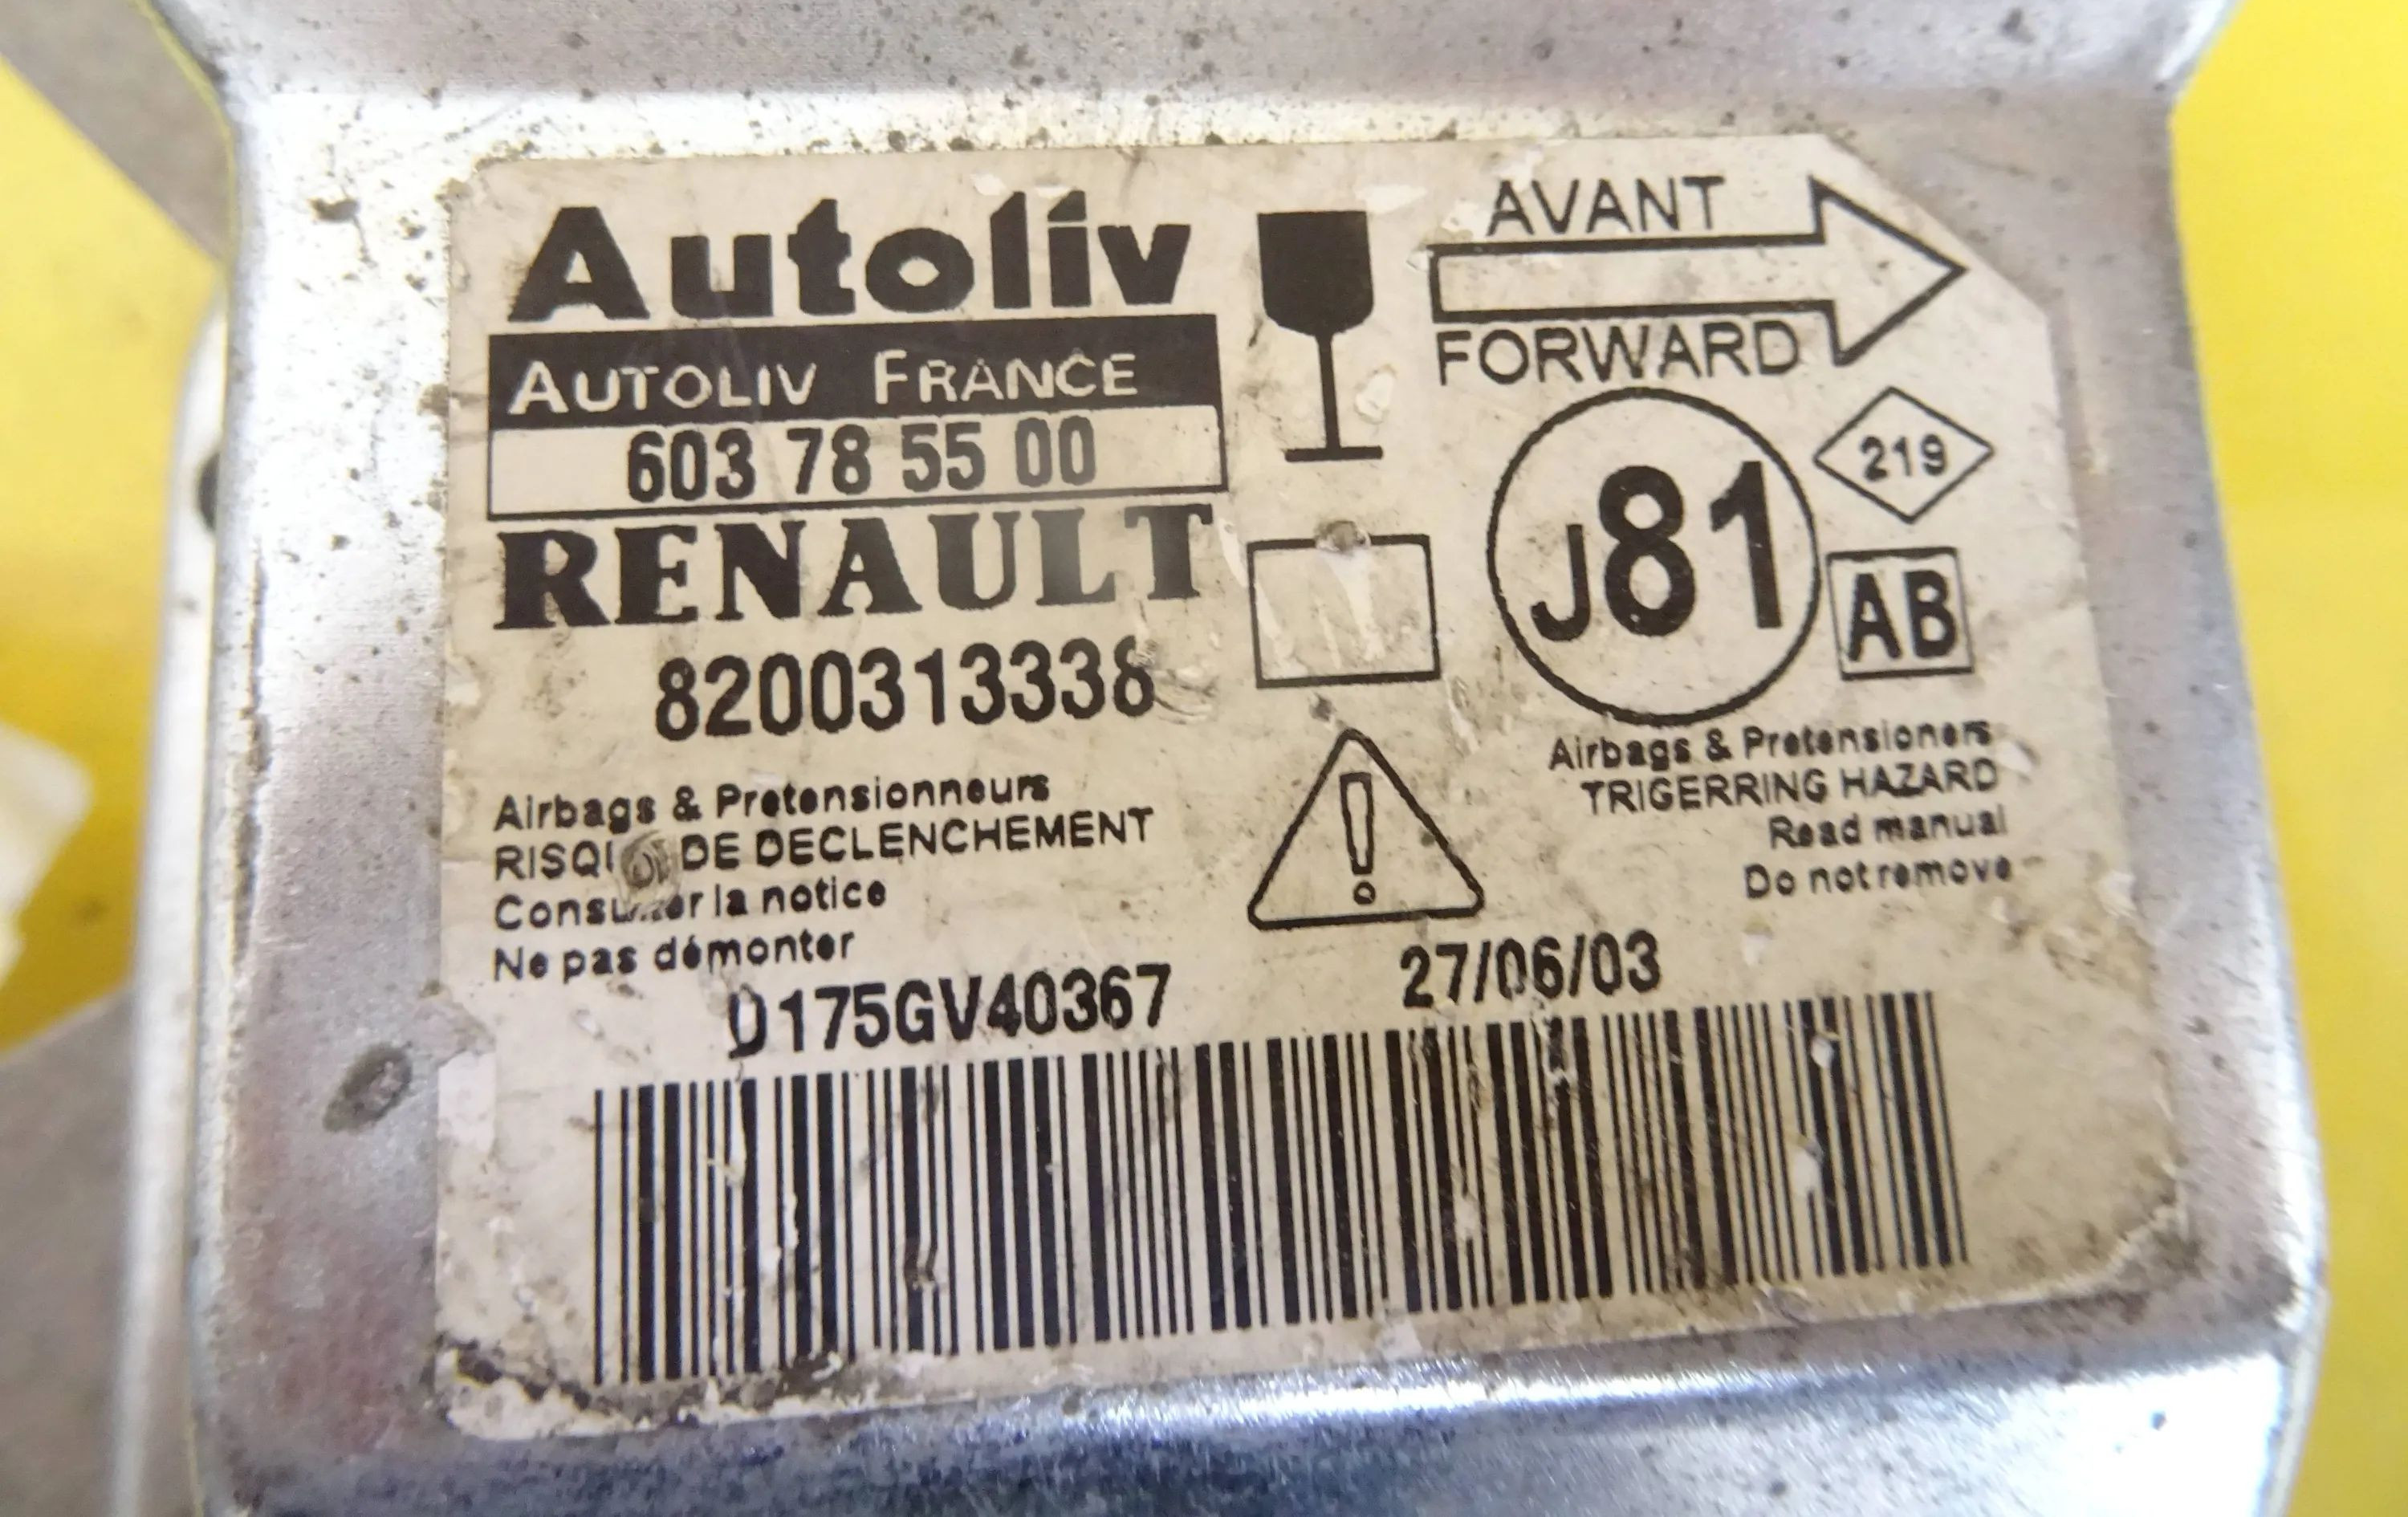 Autoliv
AUTOLIV FRANCE
603 78 55 00
RENAULT
8200313338
AVANT
FORWARD
J81
219
AB
Airbags & Pretensionneurs
DE DECLENCHEMENT
la notice
Ne pas démonter
Airbags & Pretensioners
TRIGERRING HAZARD
Read manual
Do not remove
0175GV40367
27/06/03